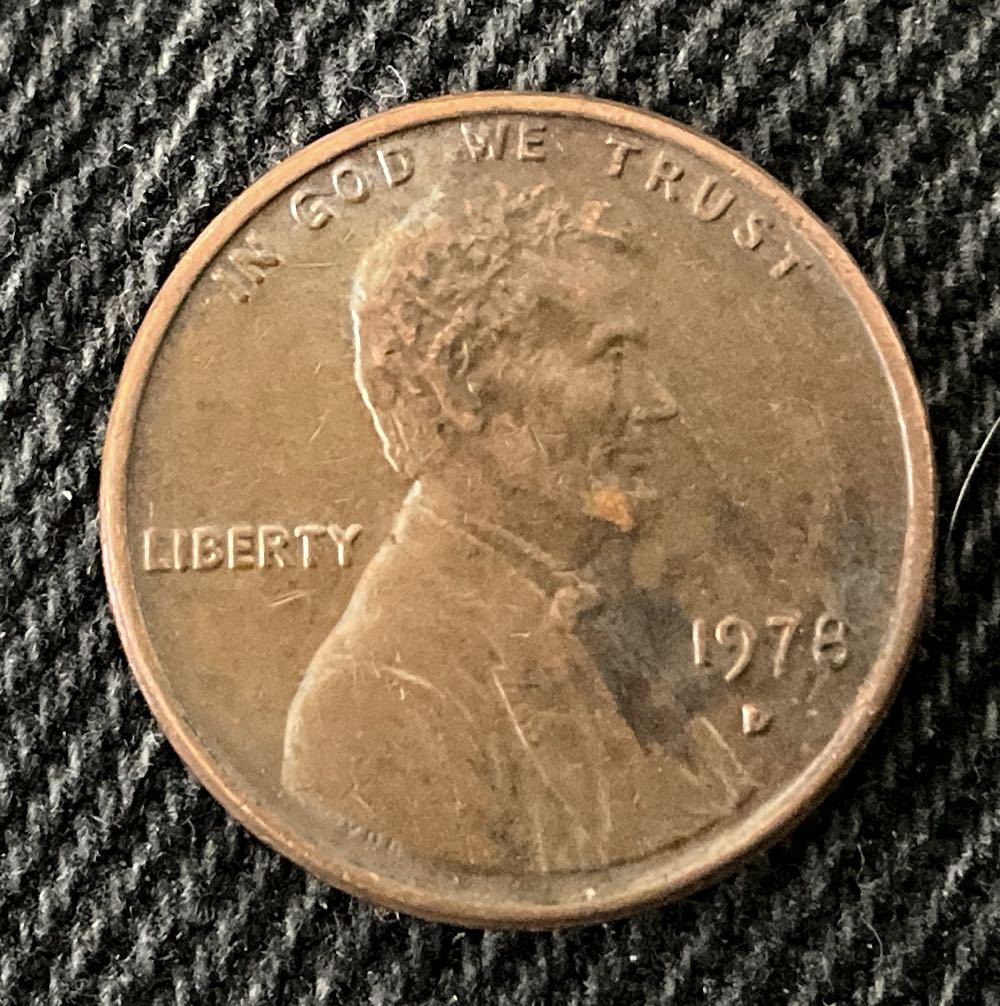 IN GOD WE TRUST
LIBERTY
1978
D